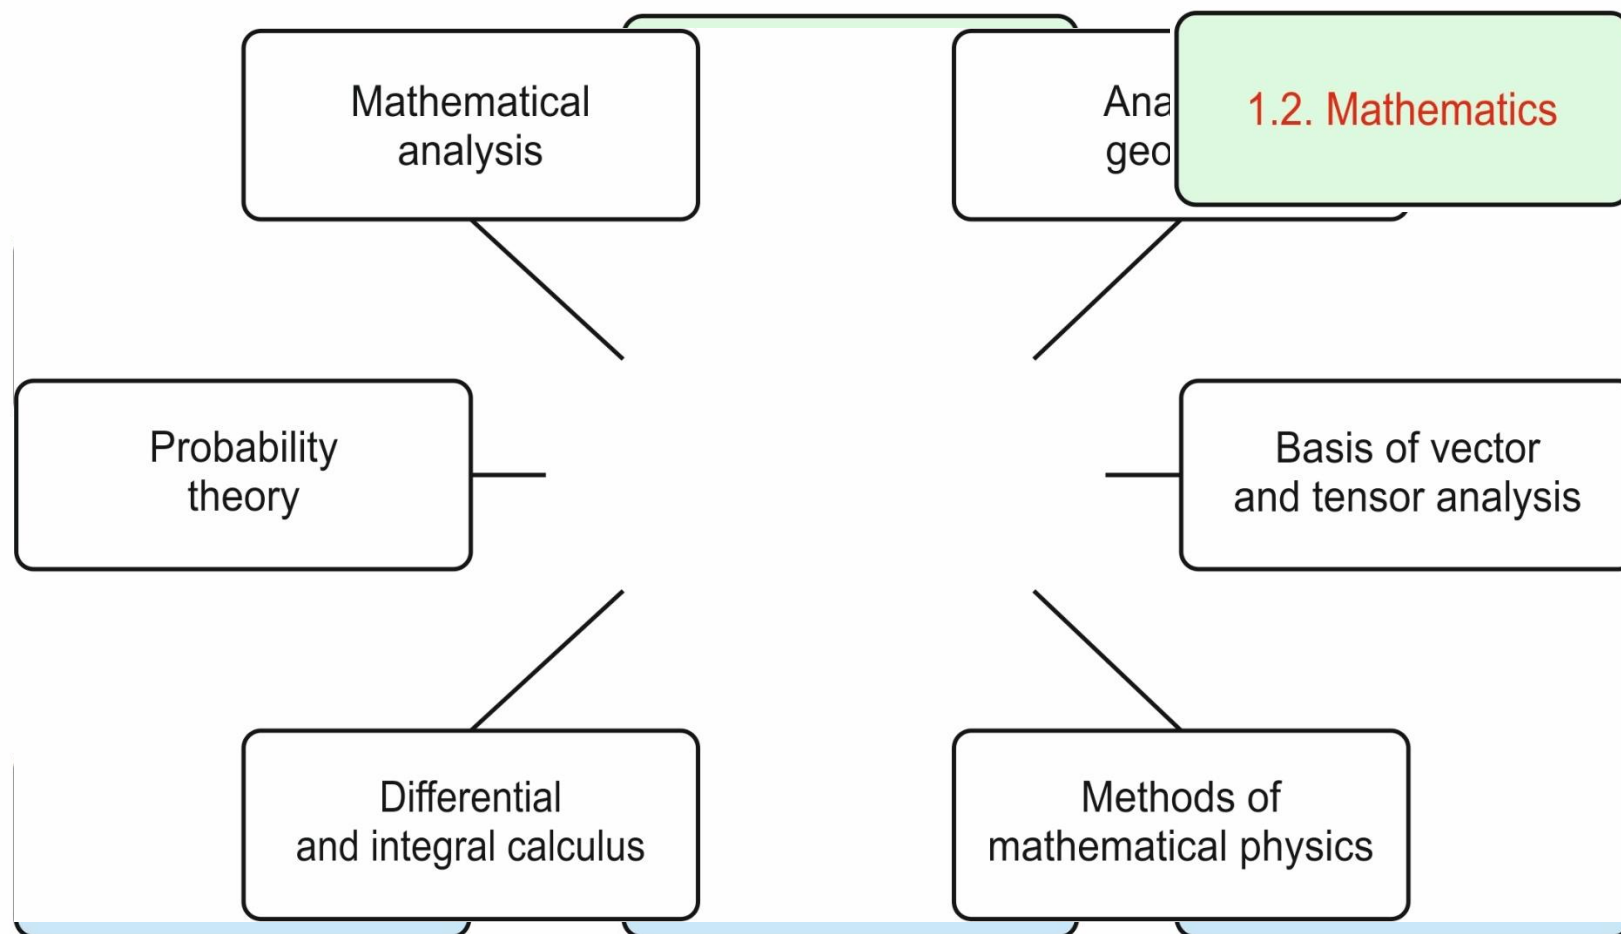 Mathematical
analysis
1.2. Mathematics
Probability
theory
Basis of vector
and tensor analysis
Differential
and integral calculus
Methods of
mathematical physics